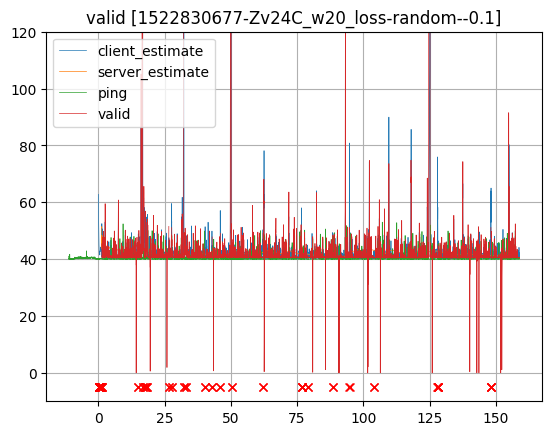 valid [1522830677-Zv24C_w20_loss-random--0.1]
client_estimate
server_estimate
ping
valid
120
100
80
60
40
20
0
0
25
50
75
100
125
150